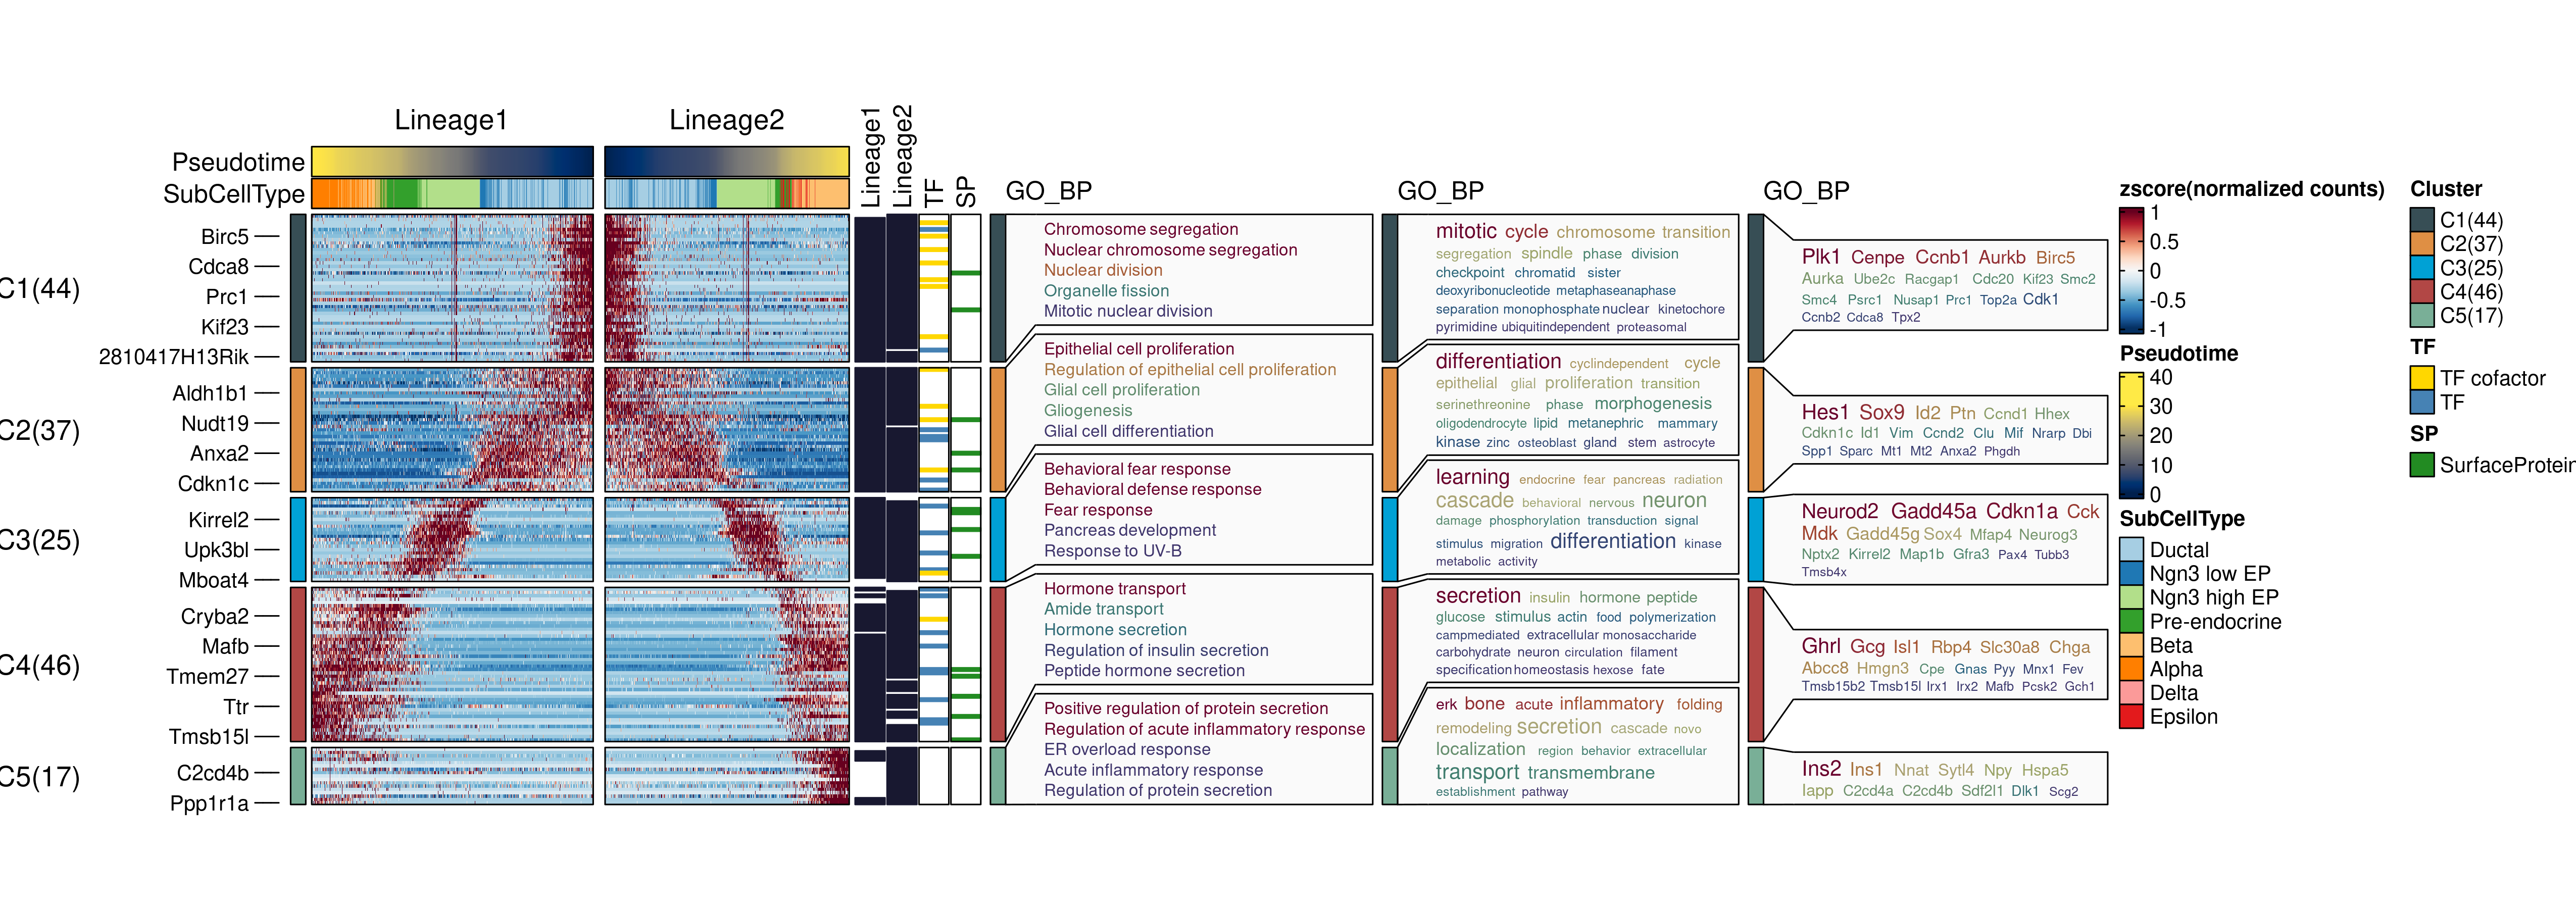 Lineage1
Lineage2
Lineage1
Lineage2
TF
SP
Pseudotime
SubCellType
GO_BP
GO_BP
GO_BP
C1(44)
C2(37)
C3(25)
C4(46)
C5(17)
Birc5
Cdca8
Prc1
Kif23
2810417H13Rik
Aldh1b1
Nudt19
Anxa2
Cdkn1c
Kirrel2
Upk3bl
Mboat4
Cryba2
Mafb
Tmem27
Ttr
Tmsb15l
C2cd4b
Ppp1r1a
Chromosome segregation
Nuclear chromosome segregation
Nuclear division
Organelle fission
Mitotic nuclear division
Epithelial cell proliferation
Regulation of epithelial cell proliferation
Glial cell proliferation
Gliogenesis
Glial cell differentiation
Behavioral fear response
Behavioral defense response
Fear response
Pancreas development
Response to UV-B
Hormone transport
Amide transport
Hormone secretion
Regulation of insulin secretion
Peptide hormone secretion
Positive regulation of protein secretion
Regulation of acute inflammatory response
ER overload response
Acute inflammatory response
Regulation of protein secretion
mitotic cycle chromosome transition
segregation spindle phase division
checkpoint chromatid sister
deoxyribonucleotide metaphaseanaphase
separation monophosphate nuclear kinetochore
pyrimidine ubiquitindependent proteasomal
differentiation cyclindependent cycle
epithelial glial proliferation transition
serinethreonine phase morphogenesis
oligodendrocyte lipid metanephric mammary
kinase zinc osteoblast gland stem astrocyte
learning endocrine fear pancreas radiation
cascade behavioral nervous neuron
damage phosphorylation transduction signal
stimulus migration differentiation kinase
metabolic activity
secretion insulin hormone peptide
glucose stimulus actin food polymerization
campmediated extracellular monosaccharide
carbohydrate neuron circulation filament
specification homeostasis hexose fate
erk bone acute inflammatory folding
remodeling secretion cascade novo
localization region behavior extracellular
transport transmembrane
establishment pathway
Plk1 Cenpe Ccnb1 Aurkb Birc5
Aurka Ube2c Racgap1 Cdc20 Kif23 Smc2
Smc4 Psrc1 Nusap1 Prc1 Top2a Cdk1
Ccnb2 Cdca8 Tpx2
Hes1 Sox9 Id2 Ptn Ccnd1 Hhex
Cdkn1c Id1 Vim Ccnd2 Clu Mif Nrarp Dbi
Spp1 Sparc Mt1 Mt2 Anxa2 Phgdh
Neurod2 Gadd45a Cdkn1a Cck
Mdk Gadd45g Sox4 Mfap4 Neurog3
Nptx2 Kirrel2 Map1b Gfra3 Pax4 Tubb3
Tmsb4x
Ghrl Gcg Isl1 Rbp4 Slc30a8 Chga
Abcc8 Hmgn3 Cpe Gnas Pyy Mnx1 Fev
Tmsb15b2 Tmsb15l Irx1 Irx2 Mafb Pcsk2 Gch1
Ins2 Ins1 Nnat Sytl4 Npy Hspa5
Iapp C2cd4a C2cd4b Sdf2l1 Dlk1 Scg2
zscore(normalized counts)
1
0.5
0
-0.5
-1
Pseudotime
40
30
20
10
0
SubCellType
Ductal
Ngn3 low EP
Ngn3 high EP
Pre-endocrine
Beta
Alpha
Delta
Epsilon
Cluster
C1(44)
C2(37)
C3(25)
C4(46)
C5(17)
TF
TF cofactor
TF
SP
SurfaceProtein